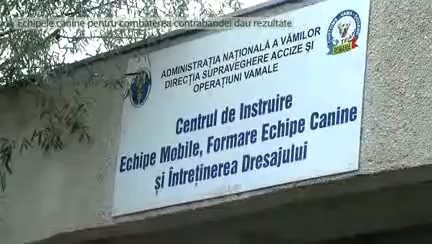 Echipele canine pentru combaterea contrabandei dau rezultate
ADMINISTRAȚIA NAȚIONALĂ A VĂMILOR
DIRECȚIA SUPRAVEGHERE ACCIZE ȘI
OPERAȚIUNI VAMALE
ROMANIA
Centrul de Instruire
Echipe Mobile, Formare Echipe Canine
și Întreținerea Dresajului